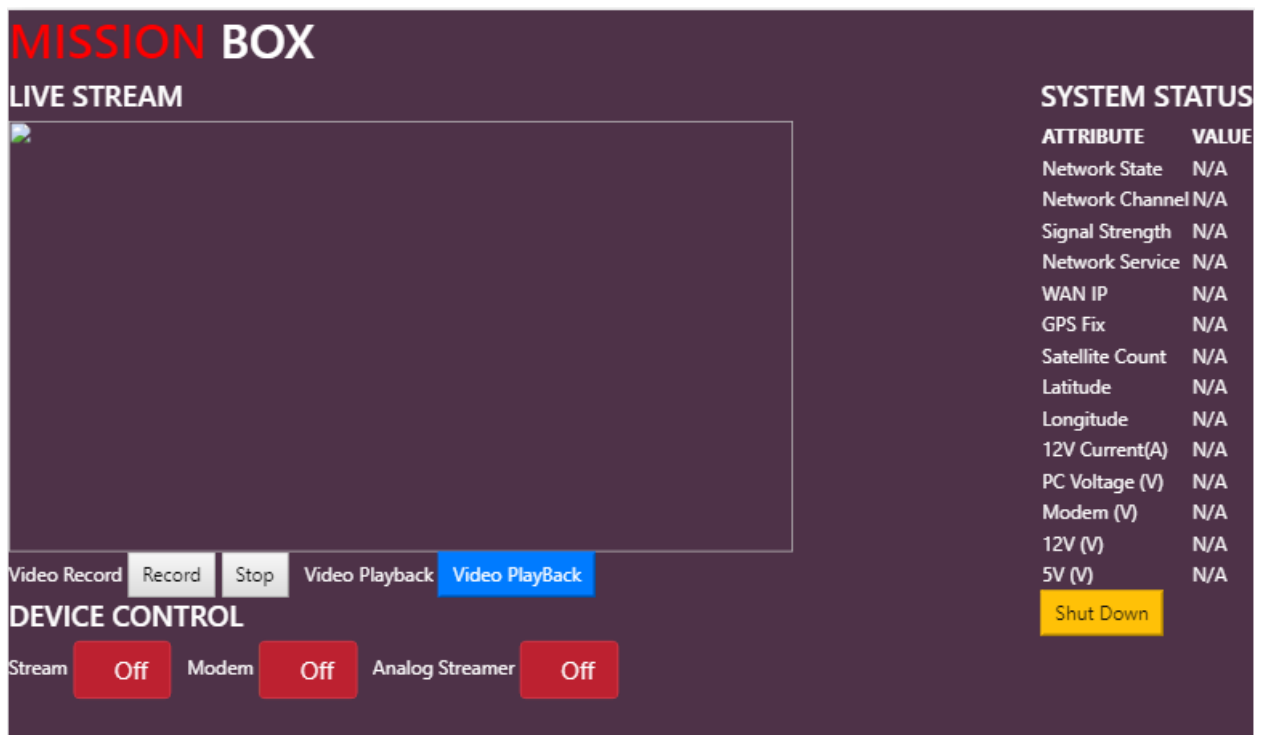 MISSION BOX
LIVE STREAM
Video Record Record Stop Video Playback Video PlayBack
DEVICE CONTROL
Stream Off Modem Off Analog Streamer Off
SYSTEM STATUS
ATTRIBUTE VALUE
Network State N/A
Network Channel N/A
Signal Strength N/A
Network Service N/A
WAN IP N/A
GPS Fix N/A
Satellite Count N/A
Latitude N/A
Longitude N/A
12V Current(A) N/A
PC Voltage (V) N/A
Modem (V) N/A
12V (V) N/A
5V (V) N/A
Shut Down